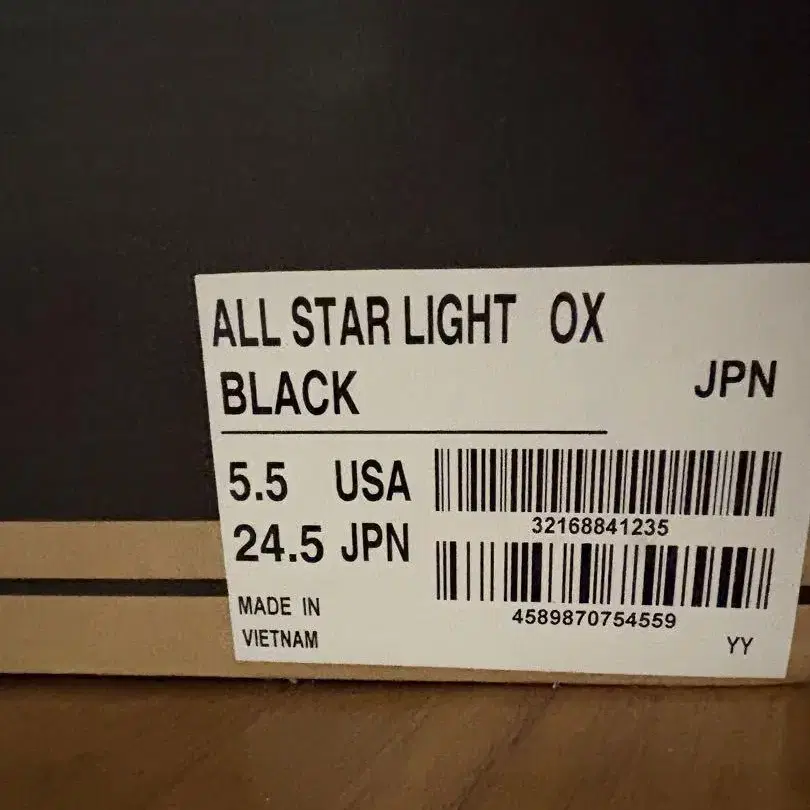 ALL STAR LIGHT OX
BLACK
JPN
5.5 USA
32168841235
24.5 JPN
4589870754559
MADE IN
VIETNAM
YY